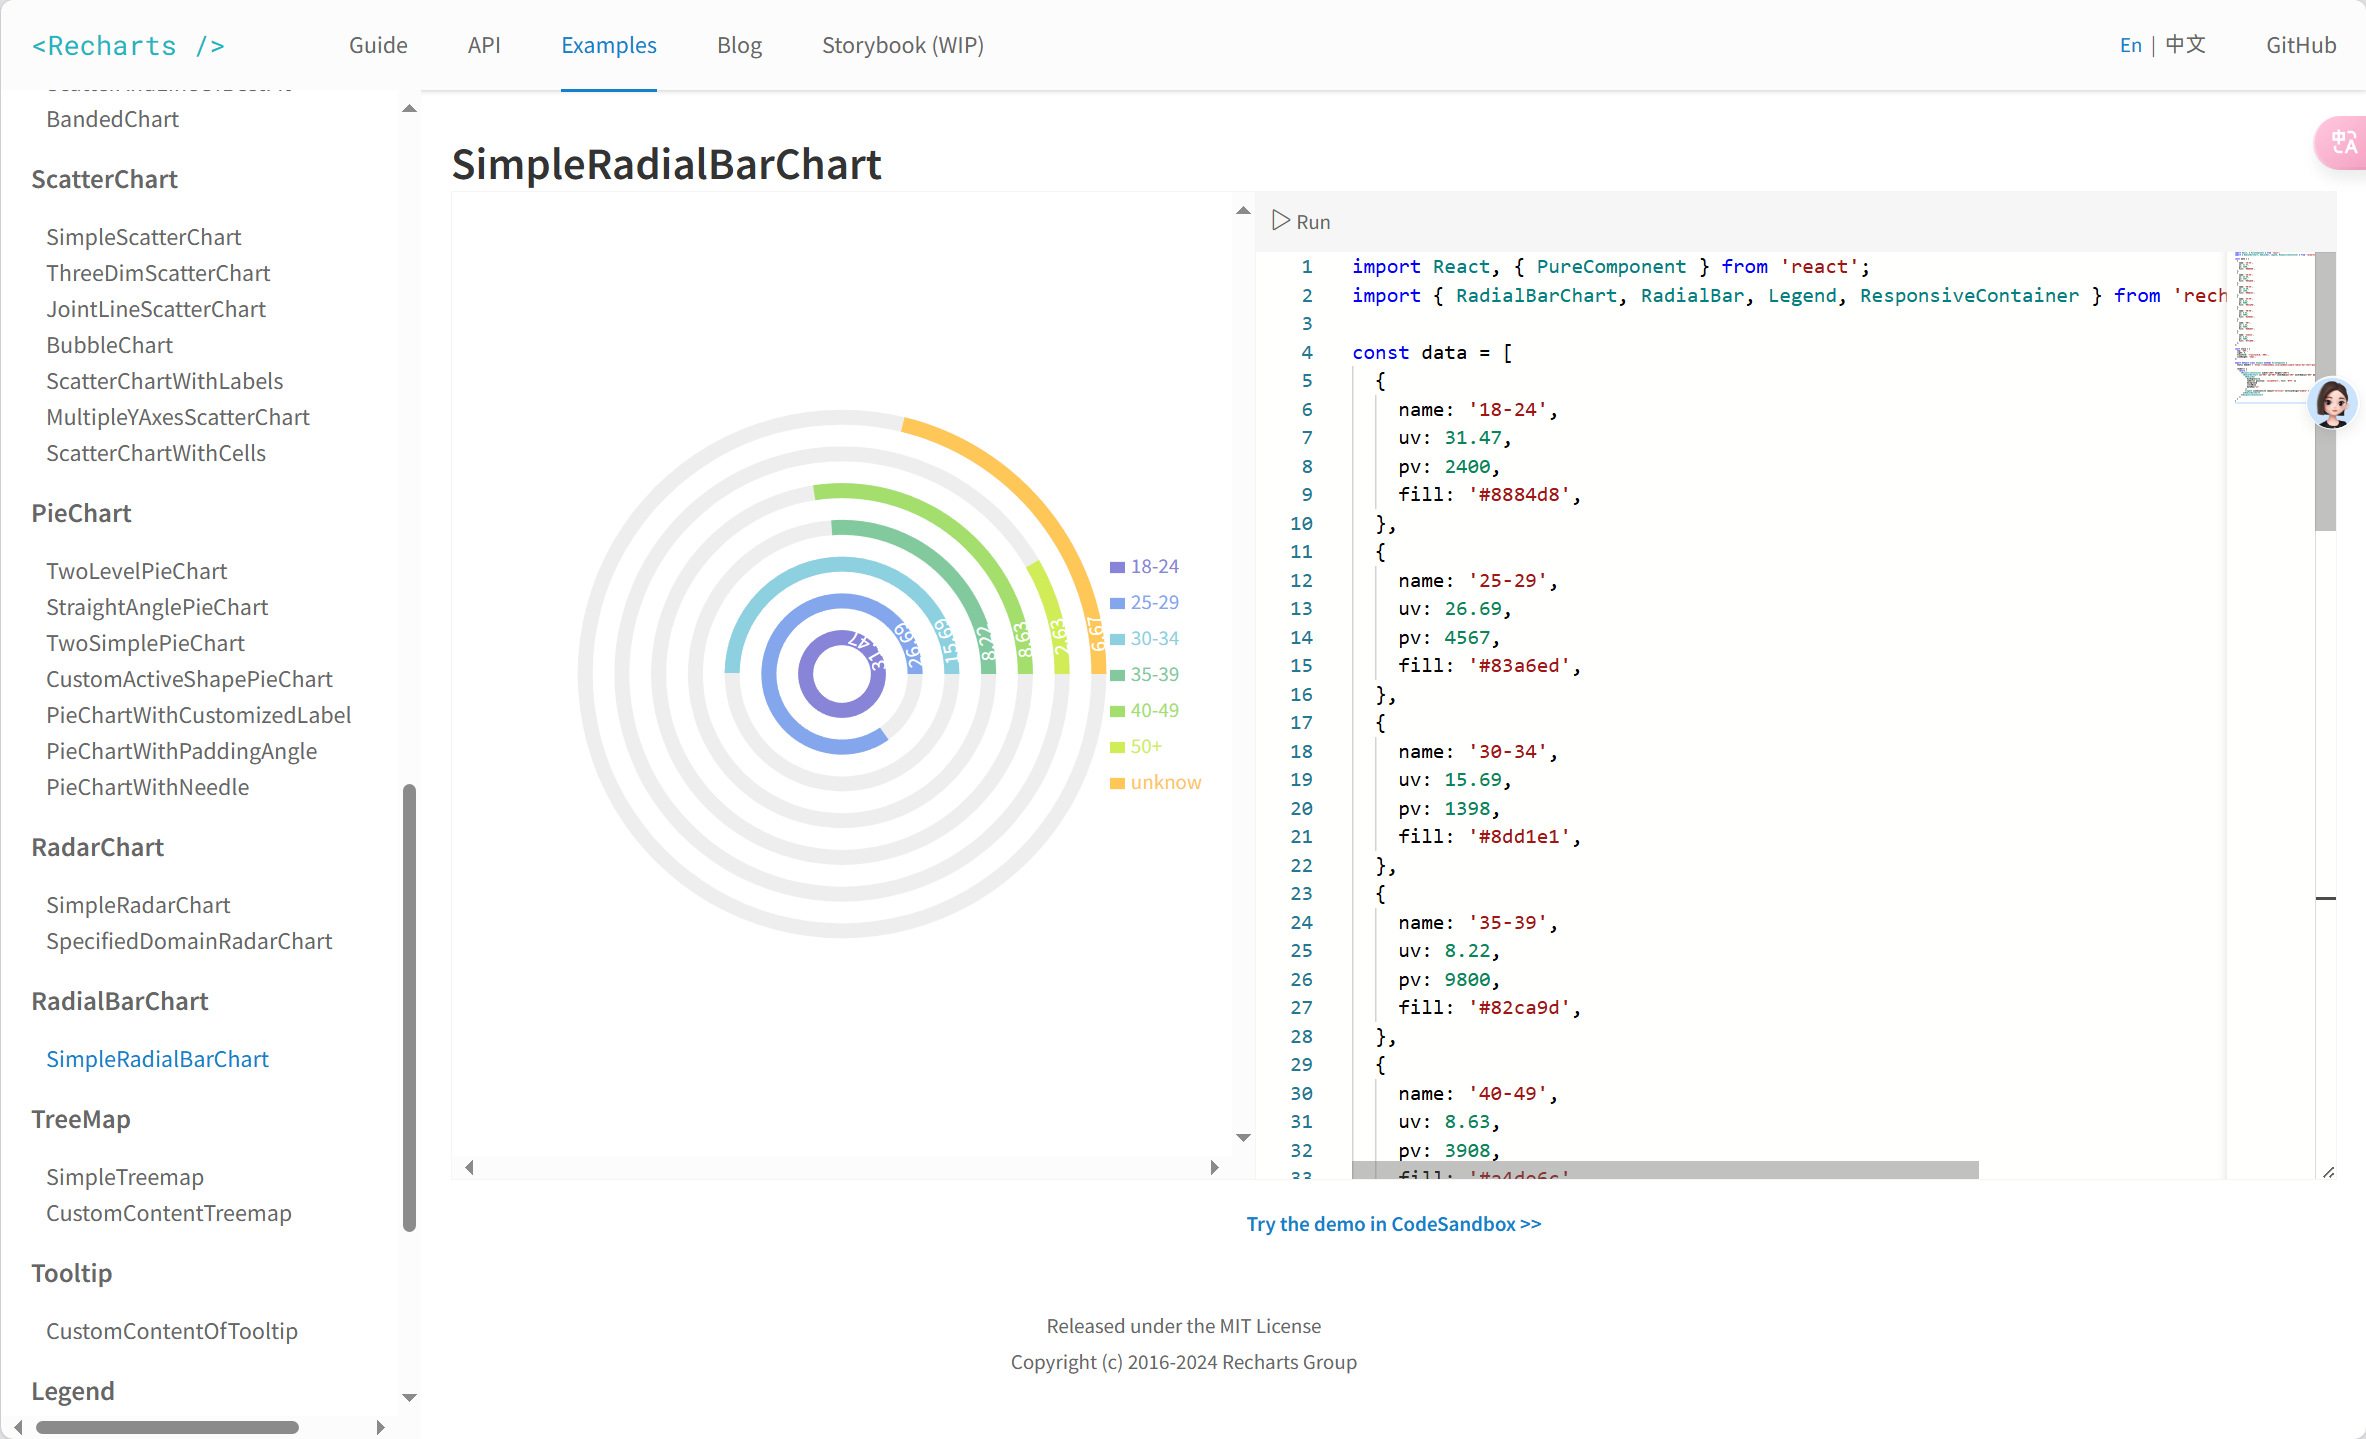 <Recharts />
Guide
API
Examples
Blog
Storybook (WIP)
En | 中文
GitHub
BandedChart
ScatterChart
SimpleScatterChart
ThreeDimScatterChart
JointLineScatterChart
BubbleChart
ScatterChartWithLabels
MultipleYAxesScatterChart
ScatterChartWithCells
PieChart
TwoLevelPieChart
StraightAnglePieChart
TwoSimplePieChart
CustomActiveShapePieChart
PieChartWithCustomizedLabel
PieChartWithPaddingAngle
PieChartWithNeedle
RadarChart
SimpleRadarChart
SpecifiedDomainRadarChart
RadialBarChart
SimpleRadialBarChart
TreeMap
SimpleTreemap
CustomContentTreemap
Tooltip
CustomContentOfTooltip
Legend
SimpleRadialBarChart
31.47
26.69
15.69
8.22
8.63
2.63
6.67
18-24
25-29
30-34
35-39
40-49
50+
unknow
Run
1 import React, { PureComponent } from 'react';
2 import { RadialBarChart, RadialBar, Legend, ResponsiveContainer } from 'rech
3
4 const data = [
5 {
6 name: '18-24',
7 uv: 31.47,
8 pv: 2400,
9 fill: '#8884d8',
10 },
11 {
12 name: '25-29',
13 uv: 26.69,
14 pv: 4567,
15 fill: '#83a6ed',
16 },
17 {
18 name: '30-34',
19 uv: 15.69,
20 pv: 1398,
21 fill: '#8dd1e1',
22 },
23 {
24 name: '35-39',
25 uv: 8.22,
26 pv: 9800,
27 fill: '#82ca9d',
28 },
29 {
30 name: '40-49',
31 uv: 8.63,
32 pv: 3908,
33 fill: '#a4de6c'
Try the demo in CodeSandbox >>
Released under the MIT License
Copyright (c) 2016-2024 Recharts Group